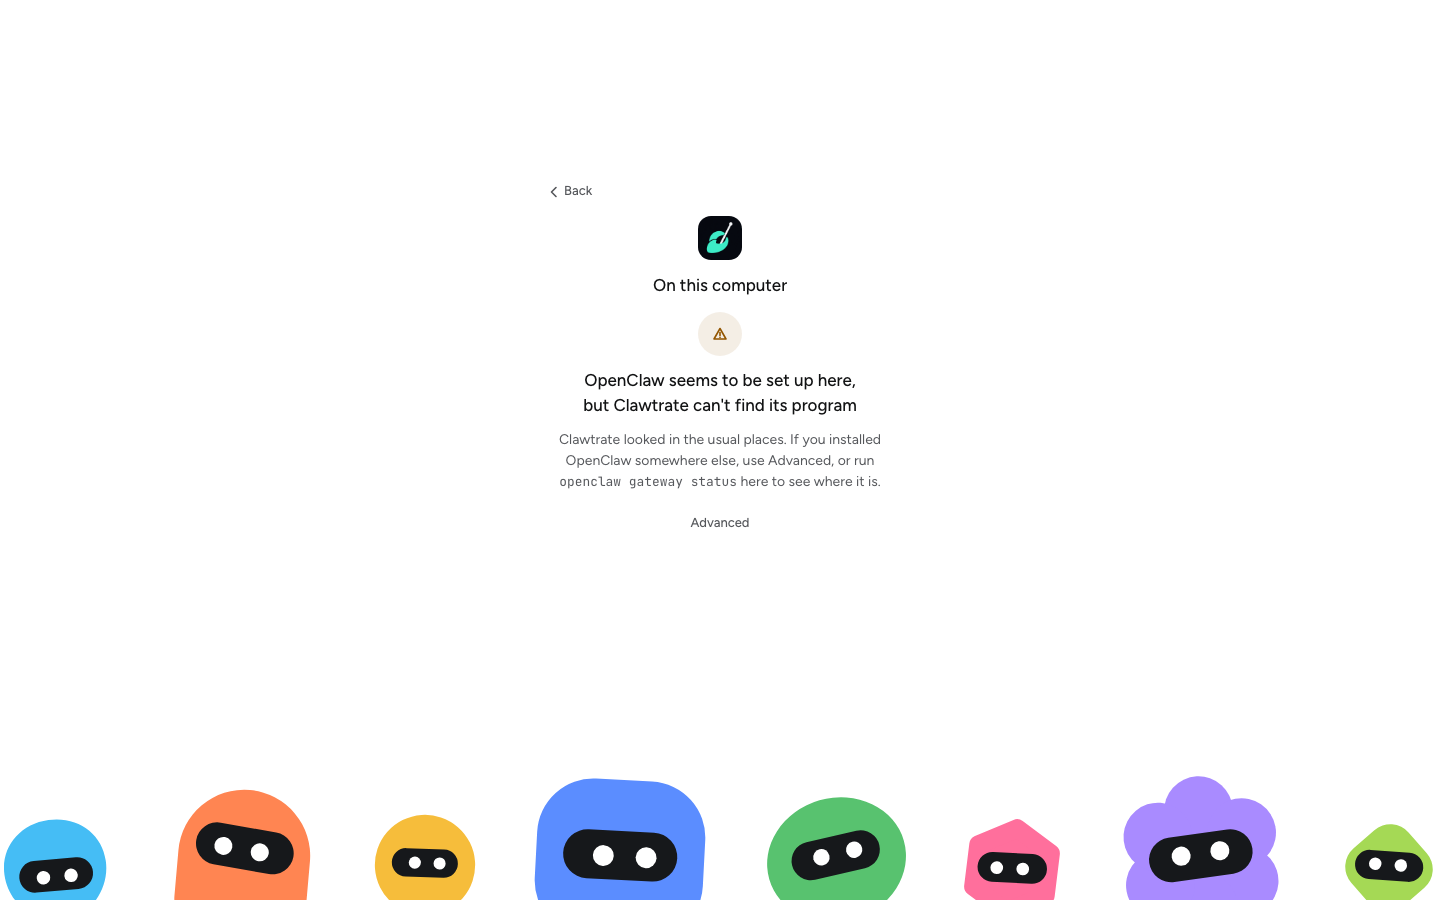 Back
On this computer
OpenClaw seems to be set up here,
but Clawtrate can't find its program
Clawtrate looked in the usual places. If you installed
OpenClaw somewhere else, use Advanced, or run
openclaw gateway status here to see where it is.
Advanced